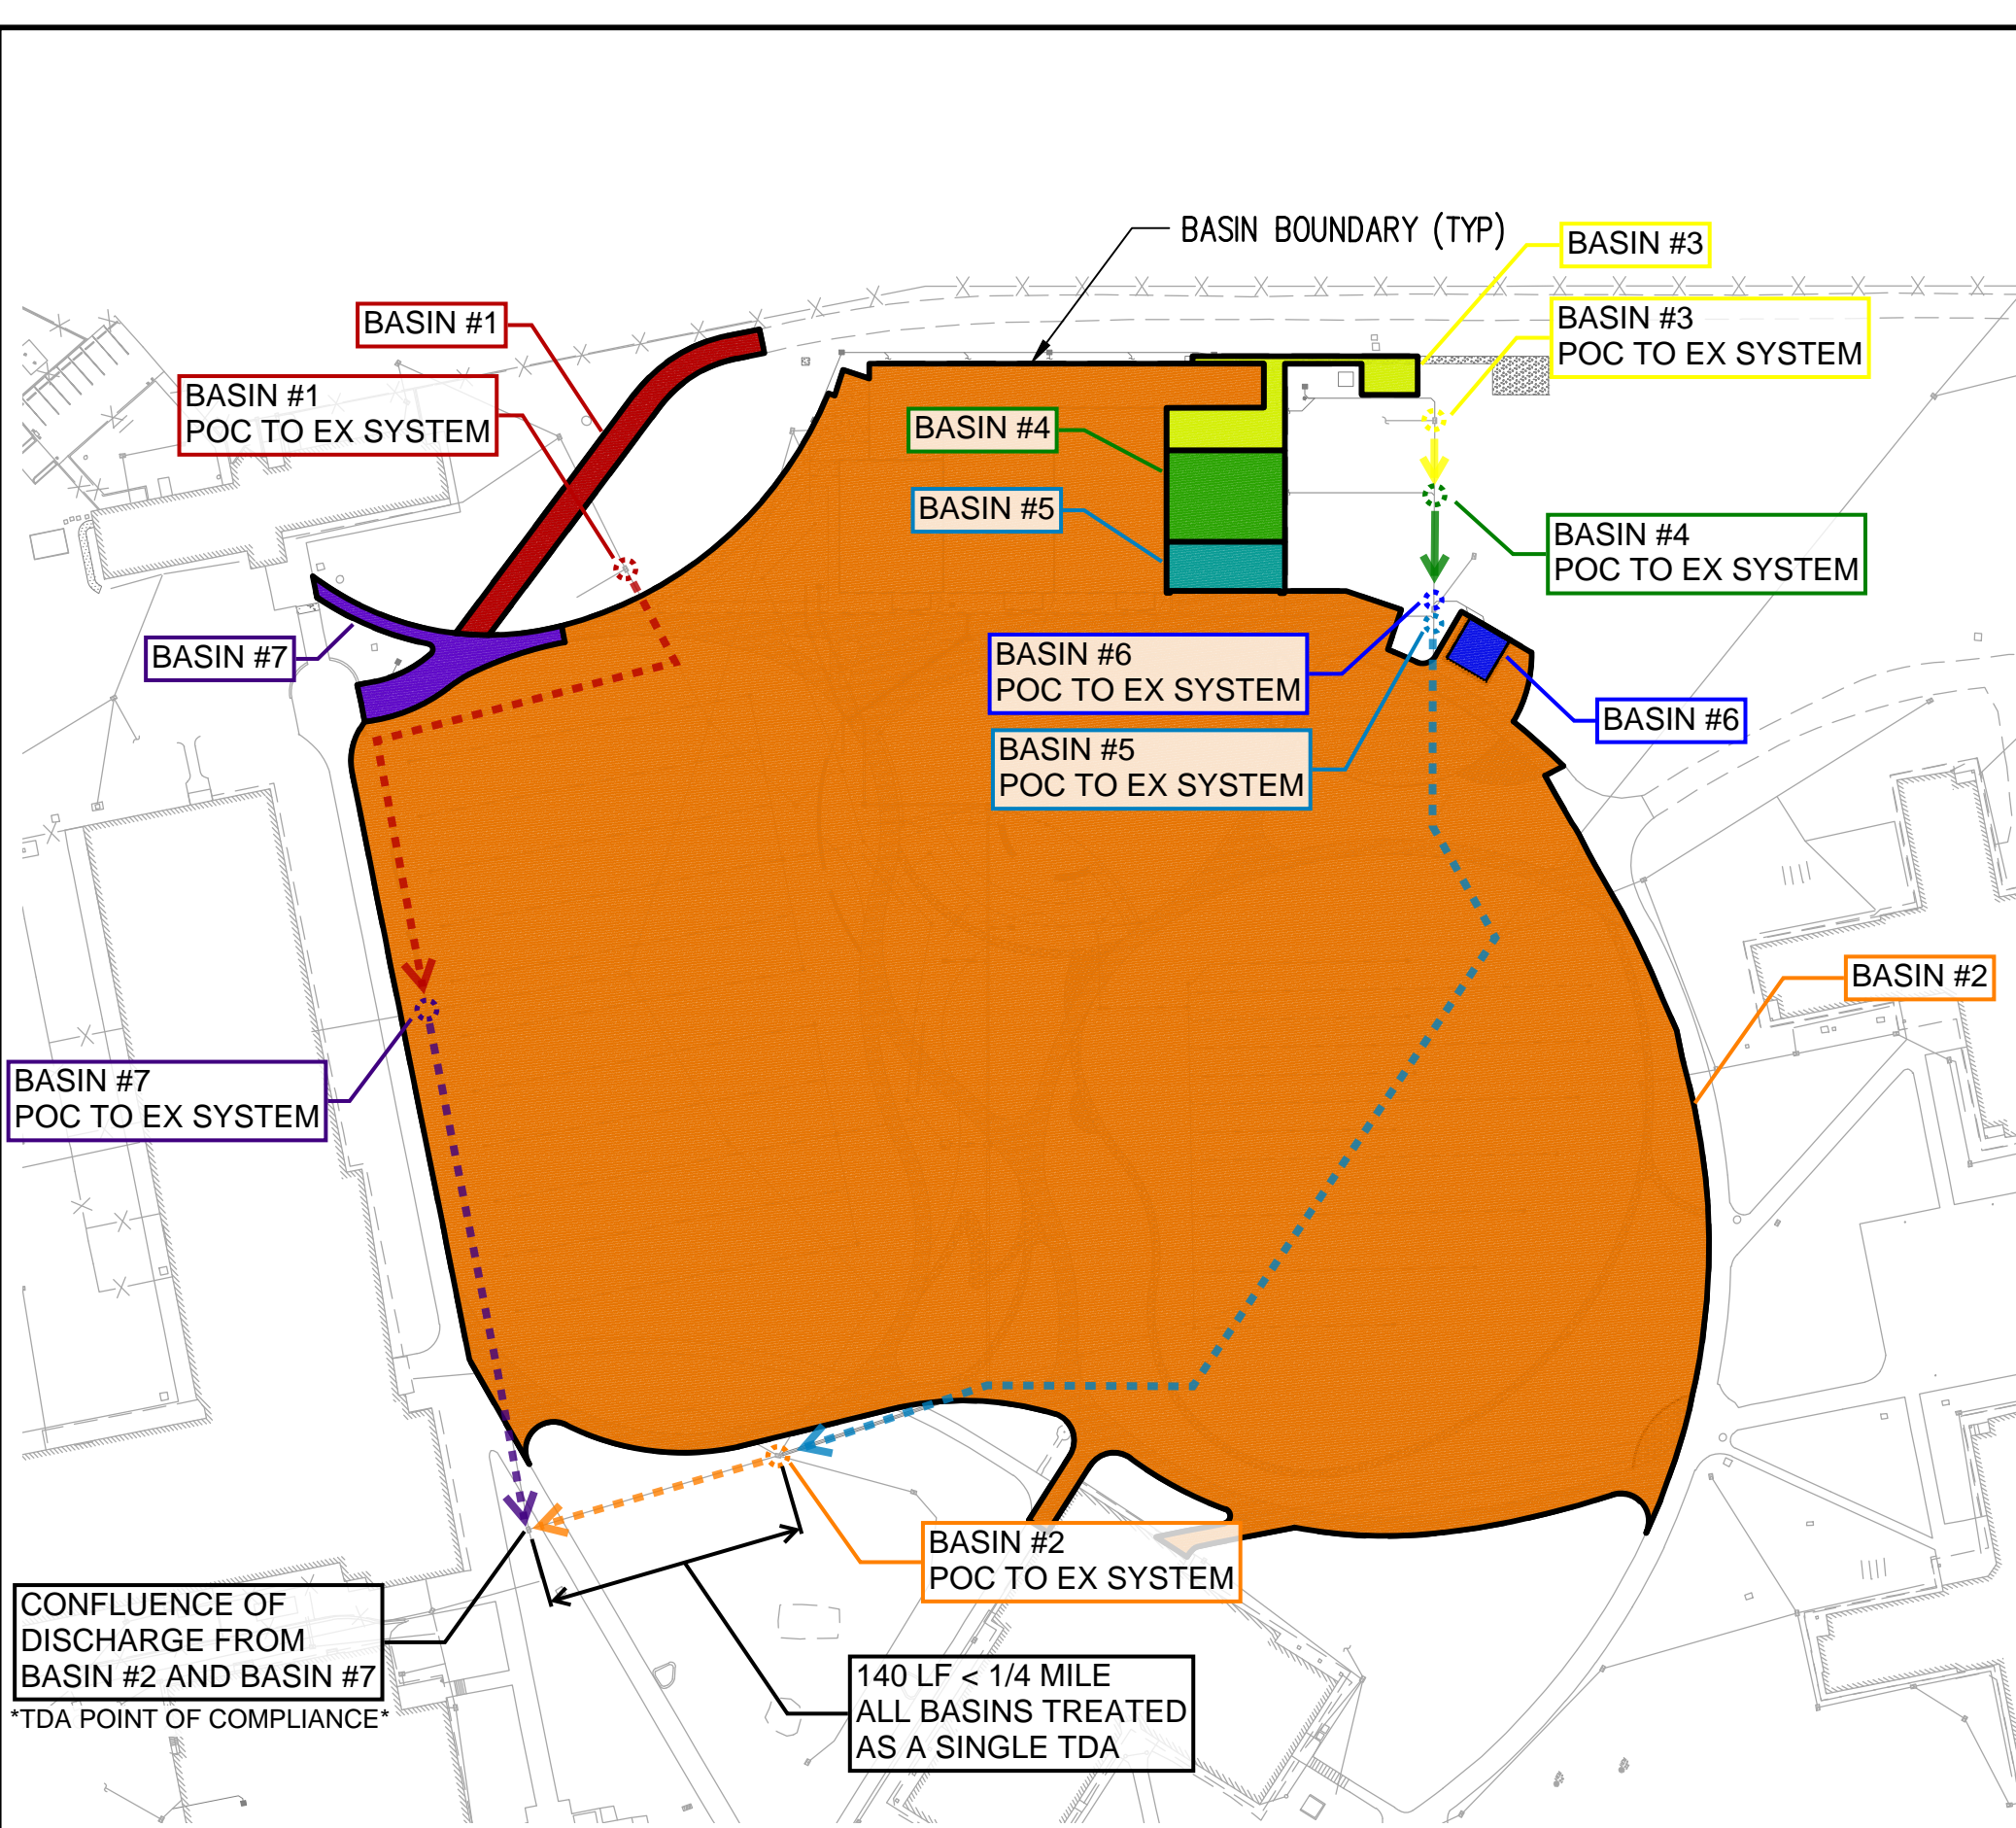 BASIN BOUNDARY (TYP)
BASIN #3
BASIN #3
POC TO EX SYSTEM
BASIN #1
BASIN #1
POC TO EX SYSTEM
BASIN #4
BASIN #5
BASIN #4
POC TO EX SYSTEM
BASIN #7
BASIN #6
POC TO EX SYSTEM
BASIN #6
BASIN #5
POC TO EX SYSTEM
BASIN #2
BASIN #7
POC TO EX SYSTEM
BASIN #2
POC TO EX SYSTEM
CONFLUENCE OF
DISCHARGE FROM
BASIN #2 AND BASIN #7
*TDA POINT OF COMPLIANCE*
140 LF < 1/4 MILE
ALL BASINS TREATED
AS A SINGLE TDA